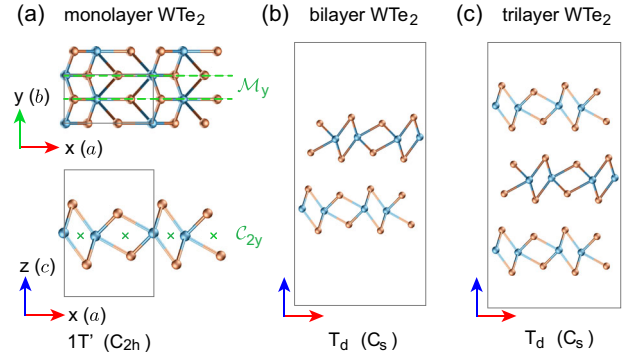 (a) monolayer WTe₂
y (b)
ℳy
x (a)
z (c)
𝒞₂y
x (a)
1T' (C₂h)
(b) bilayer WTe₂
Td (Cs)
(c) trilayer WTe₂
Td (Cs)